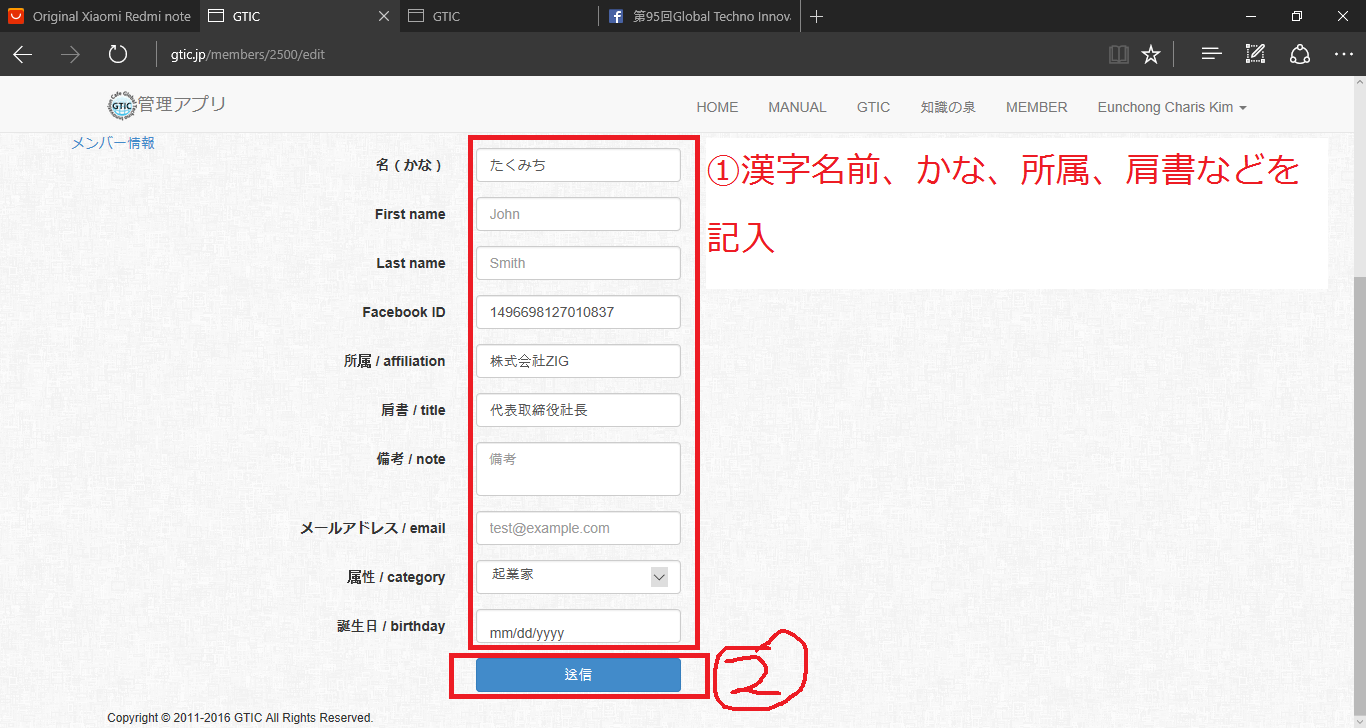 Original Xiaomi Redmi note
GTIC
GTIC
第95回Global Techno Innov
gtic.jp/members/2500/edit
GTIC管理アプリ
HOME MANUAL GTIC 知識の泉 MEMBER Eunchong Charis Kim
メンバー情報
名 ( かな ) たくみち
First name John
Last name Smith
Facebook ID 1496698127010837
所属 / affiliation 株式会社ZIG
肩書 / title 代表取締役社長
備考 / note 備考
メールアドレス / email test@example.com
属性 / category 起業家
誕生日 / birthday mm/dd/yyyy
送信
①漢字名前、かな、所属、肩書などを
記入
2
Copyright © 2011-2016 GTIC All Rights Reserved.